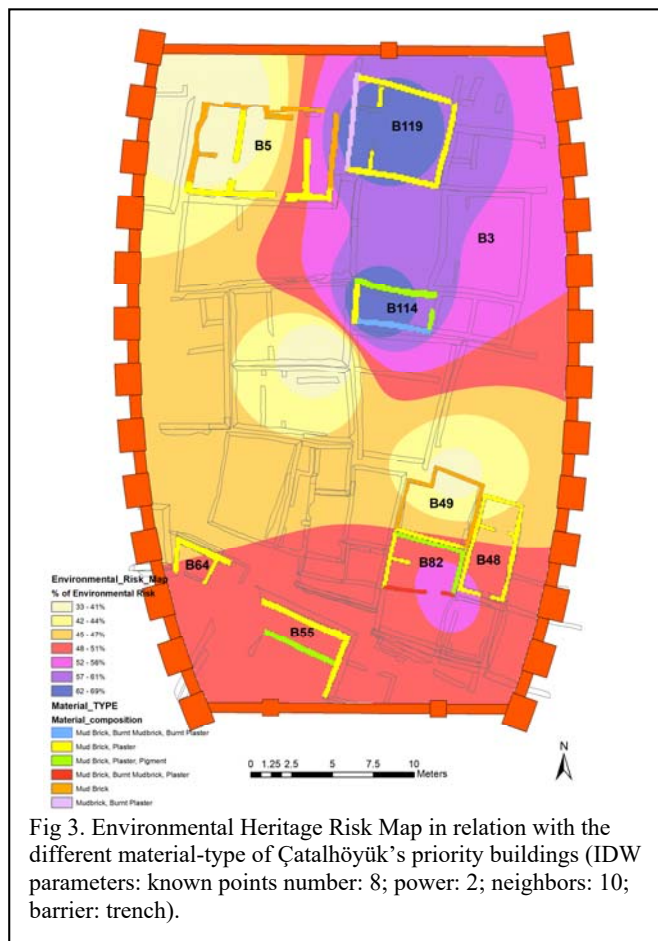 B119
B5
B3
B114
B49
B82
B48
B64
B55
Environmental_Risk_Map
% of Environmental Risk
33 - 41%
42 - 44%
45 - 47%
48 - 51%
52 - 56%
57 - 61%
62 - 69%
Material_TYPE
Material_composition
Mud Brick, Burnt Mudbrick, Burnt Plaster
Mud Brick, Plaster
Mud Brick, Plaster, Pigment
Mud Brick, Burnt Mudbrick, Plaster
Mud Brick
Mudbrick, Burnt Plaster
0 1.25 2.5 5 7.5 10
Meters
N
Fig 3. Environmental Heritage Risk Map in relation with the
different material-type of Çatalhöyük’s priority buildings (IDW
parameters: known points number: 8; power: 2; neighbors: 10;
barrier: trench).